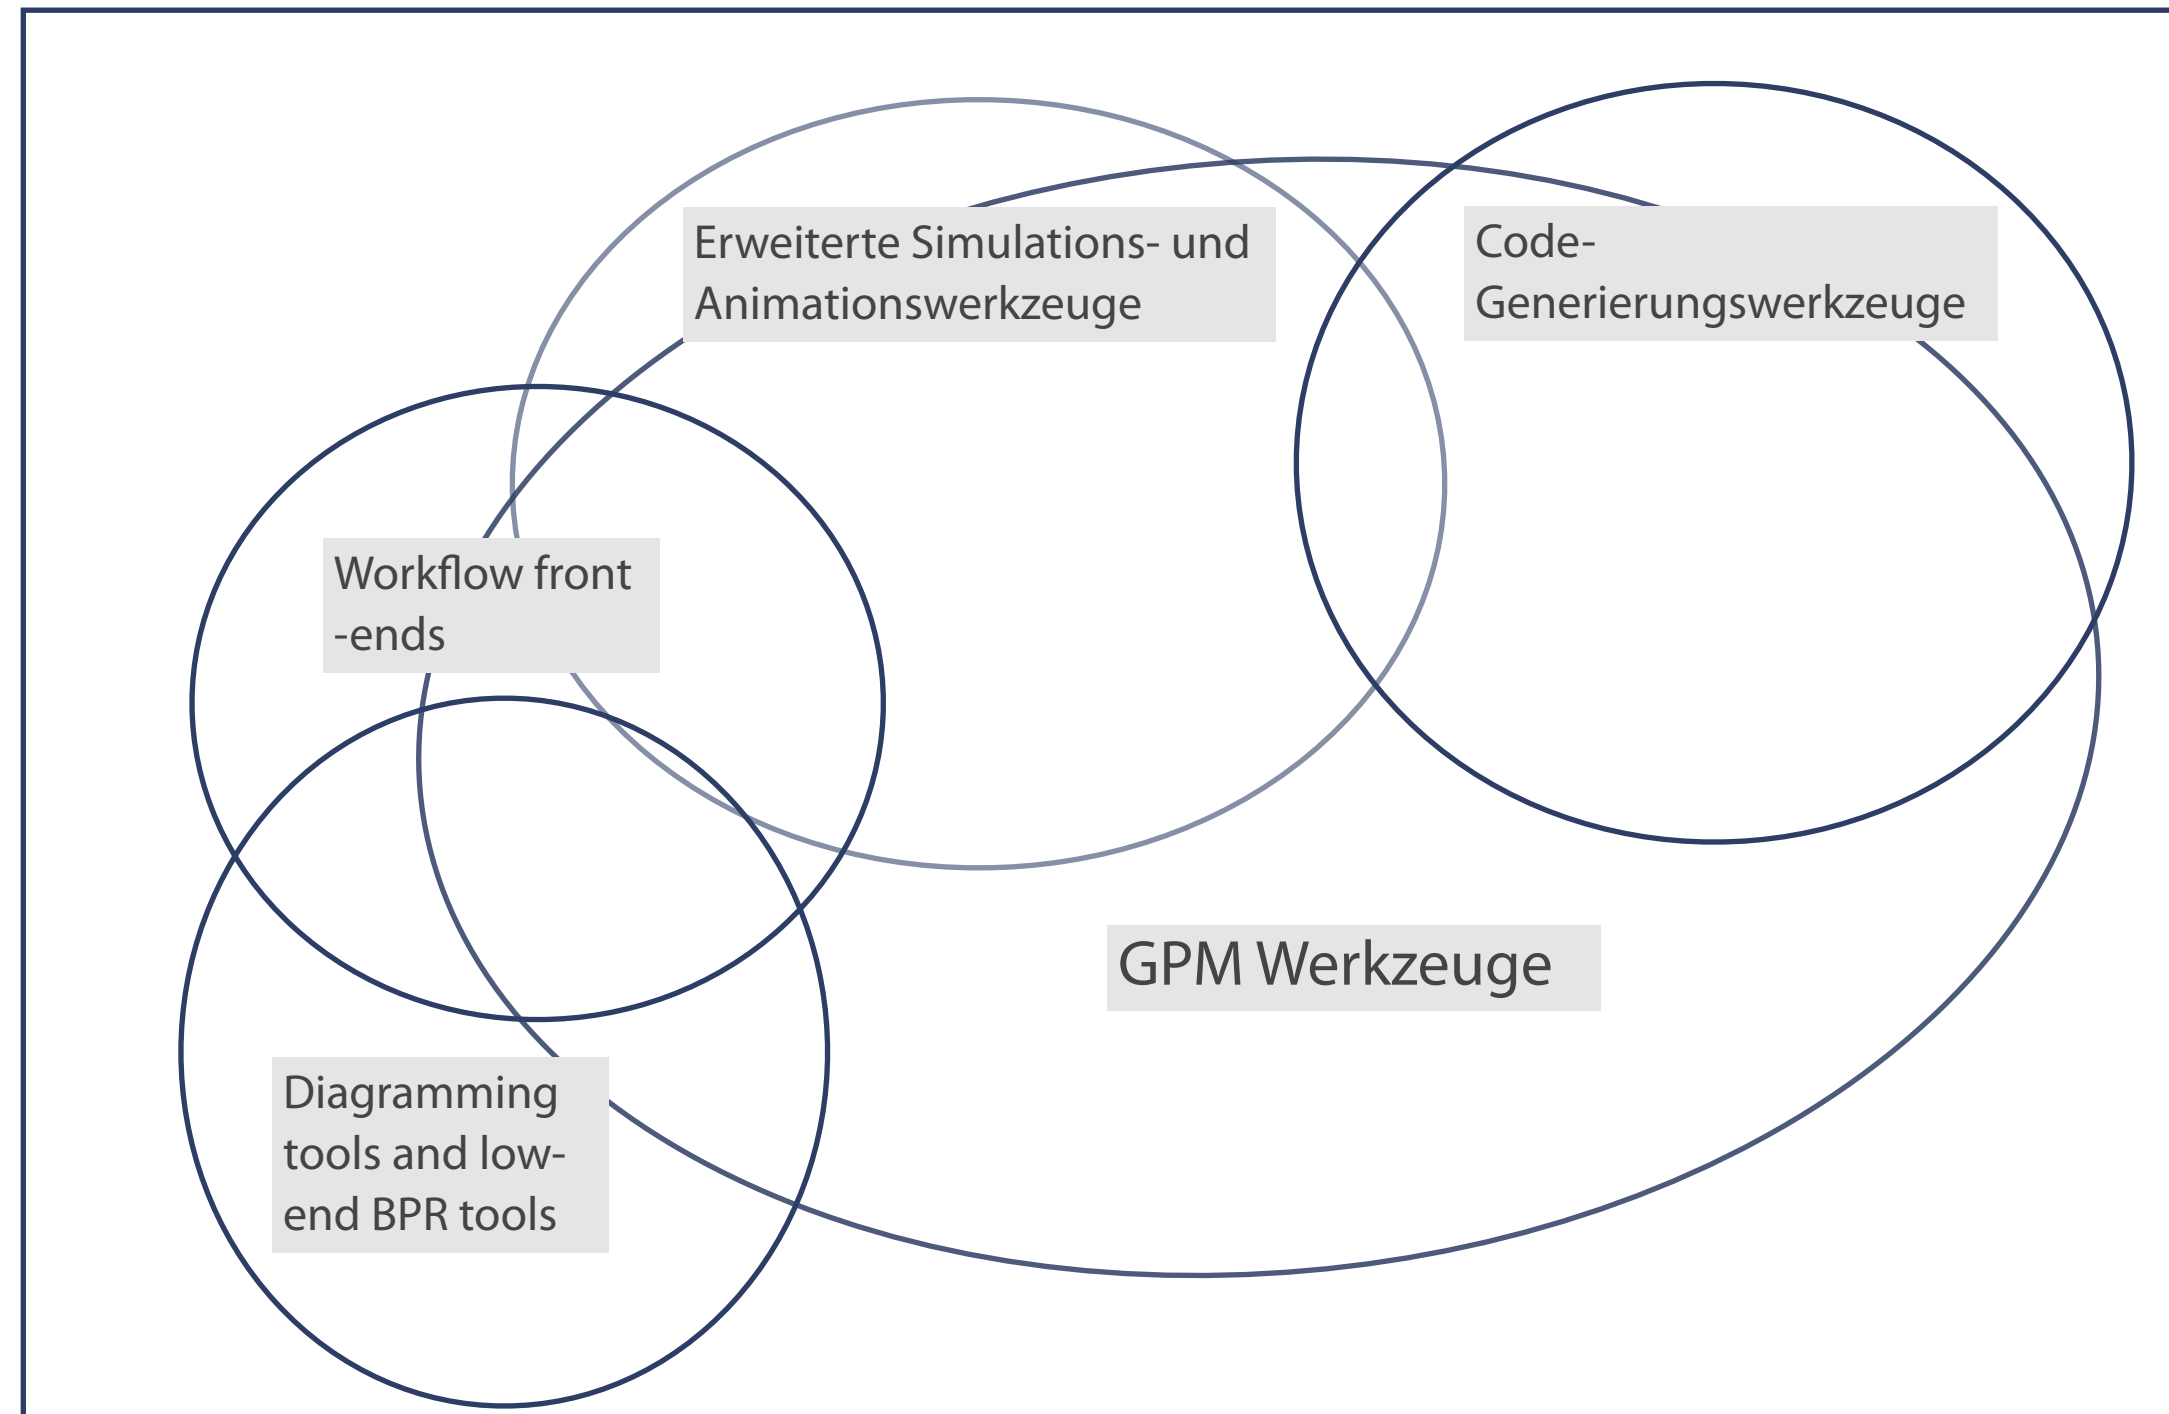 Erweiterte Simulations- und
Animationswerkzeuge
Code-
Generierungswerkzeuge
Workflow front
-ends
GPM Werkzeuge
Diagramming
tools and low-
end BPR tools